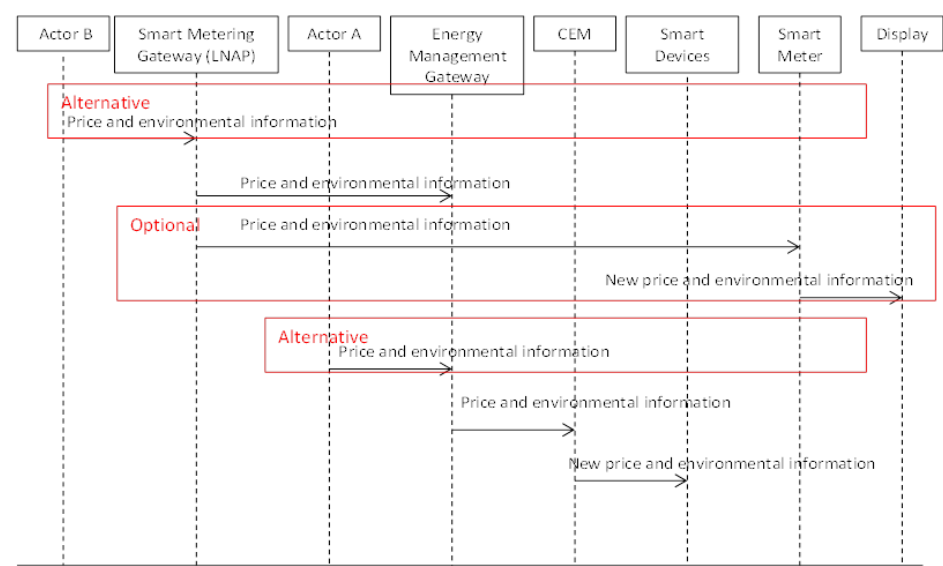 Actor B
Smart Metering
Gateway (LNAP)
Actor A
Energy
Management
Gateway
CEM
Smart
Devices
Smart
Meter
Display
Alternative
Price and environmental information
Price and environmental information
Optional
Price and environmental information
New price and environmental information
Alternative
Price and environmental information
Price and environmental information
New price and environmental information